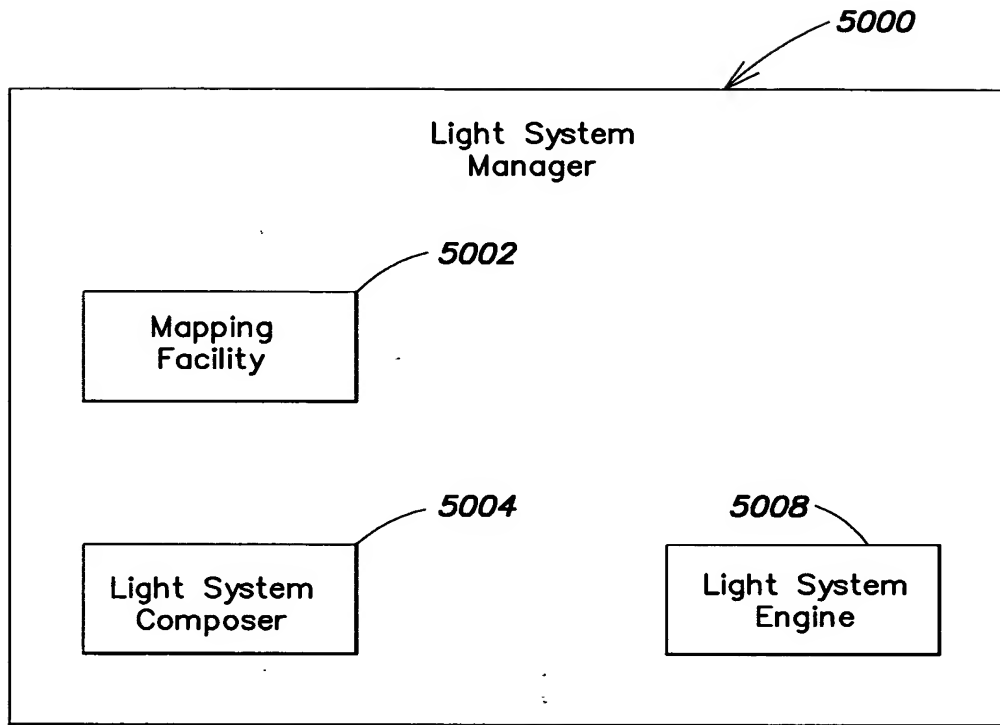 5000
Light System
Manager
5002
Mapping
Facility
5004
Light System
Composer
5008
Light System
Engine